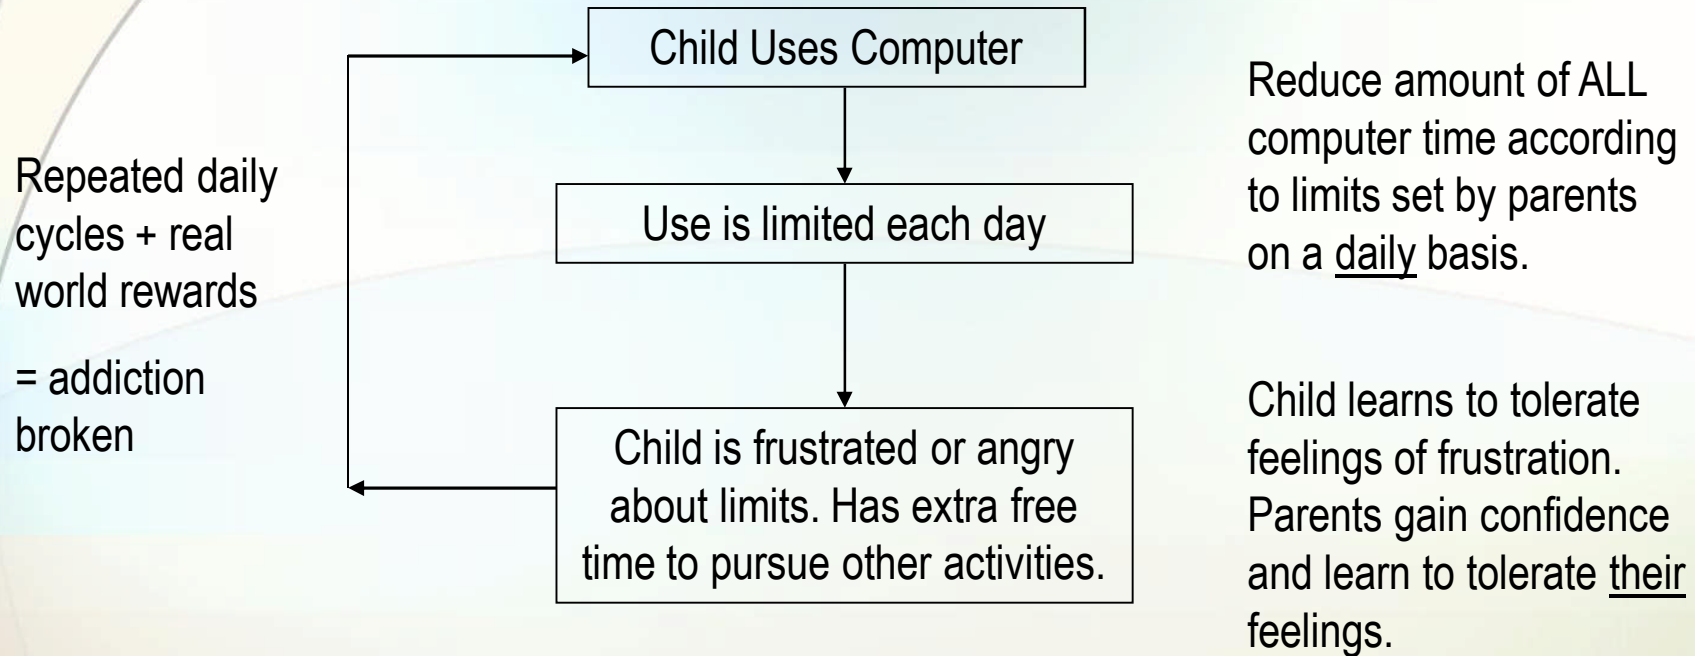 Child Uses Computer
Reduce amount of ALL
computer time according
to limits set by parents
on a daily basis.
Repeated daily
cycles + real
world rewards
= addiction
broken
Use is limited each day
Child is frustrated or angry
about limits. Has extra free
time to pursue other activities.
Child learns to tolerate
feelings of frustration.
Parents gain confidence
and learn to tolerate their
feelings.